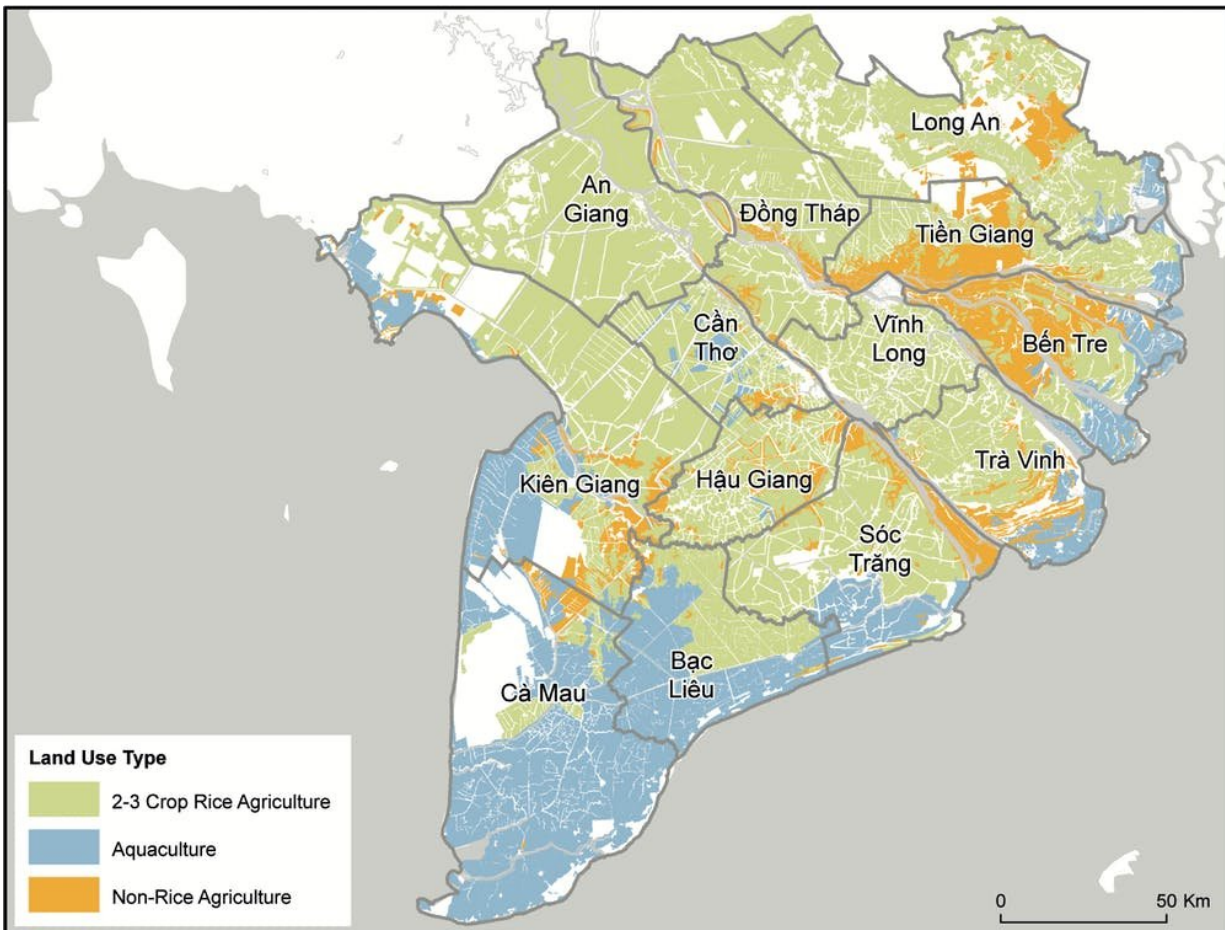 Long An
An
Giang
Đồng Tháp
Tiền Giang
Cần
Thơ
Vĩnh
Long
Bến Tre
Trà Vinh
Kiên Giang
Hậu Giang
Sóc
Trăng
Bạc
Liêu
Cà Mau
Land Use Type
2-3 Crop Rice Agriculture
Aquaculture
Non-Rice Agriculture
0 50 Km